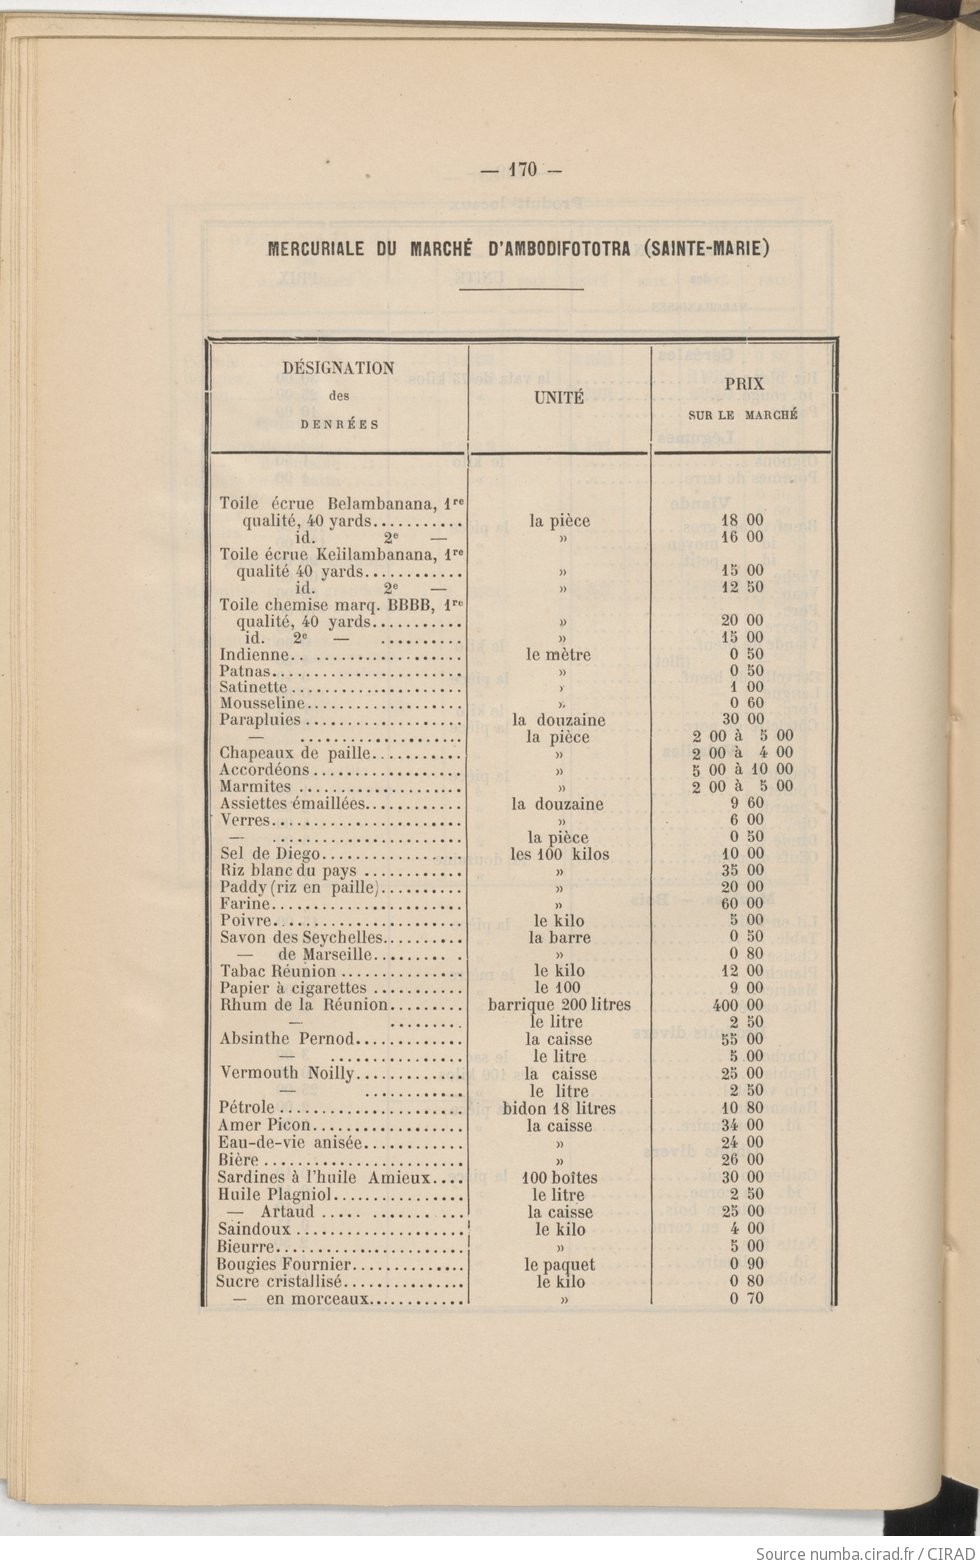 — 170 —
MERCURIALE DU MARCHÉ D'AMBODIFOTOTRA (SAINTE-MARIE)
DÉSIGNATION des DENRÉES | UNITÉ | PRIX SUR LE MARCHÉ
Toile écrue Belambanana, 1re
qualité, 40 yards........... la pièce 18 00
id. 2e — » 16 00
Toile écrue Kelilambanana, 1re
qualité 40 yards............ » 15 00
id. 2e — » 12 50
Toile chemise marq. BBBB, 1re
qualité, 40 yards........... » 20 00
id. 2e — .......... » 15 00
Indienne.. .................. le mètre 0 50
Patnas....................... » 0 50
Satinette ..................... » 1 00
Mousseline................... » 0 60
Parapluies ................... la douzaine 30 00
— .................... la pièce 2 00 à 5 00
Chapeaux de paille........... » 2 00 à 4 00
Accordéons .................. » 5 00 à 10 00
Marmites .................... » 2 00 à 5 00
Assiettes émaillées............ la douzaine 9 60
Verres....................... » 6 00
— ....................... la pièce 0 50
Sel de Diego................. les 100 kilos 10 00
Riz blanc du pays ............ » 35 00
Paddy (riz en paille).......... » 20 00
Farine....................... » 60 00
Poivre....................... le kilo 5 00
Savon des Seychelles.......... la barre 0 50
— de Marseille......... . » 0 80
Tabac Réunion ............... le kilo 12 00
Papier à cigarettes ........... le 100 9 00
Rhum de la Réunion......... barrique 200 litres 400 00
— ......... le litre 2 50
Absinthe Pernod............. la caisse 55 00
— ................ le litre 5 00
Vermouth Noilly............. la caisse 25 00
— ............ le litre 2 50
Pétrole ...................... bidon 18 litres 10 80
Amer Picon.................. la caisse 34 00
Eau-de-vie anisée............ » 24 00
Bière ........................ » 26 00
Sardines à l'huile Amieux.... 100 boîtes 30 00
Huile Plagniol................ le litre 2 50
— Artaud ..... ........ ... la caisse 25 00
Saindoux .................... le kilo 4 00
Bieurre....................... » 5 00
Bougies Fournier.............. le paquet 0 90
Sucre cristallisé............... le kilo 0 80
— en morceaux............ » 0 70
Source numba.cirad.fr / CIRAD